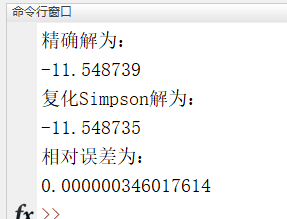 命令行窗口
精确解为：
-11.548739
复化Simpson解为：
-11.548735
相对误差为：
0.000000346017614
fx >>